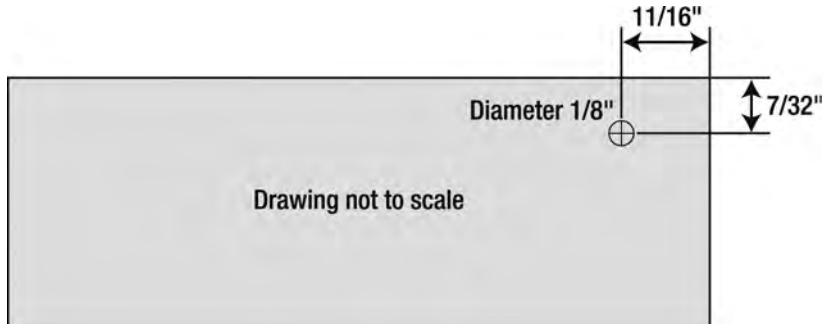 11/16"
Diameter 1/8"
7/32"
Drawing not to scale